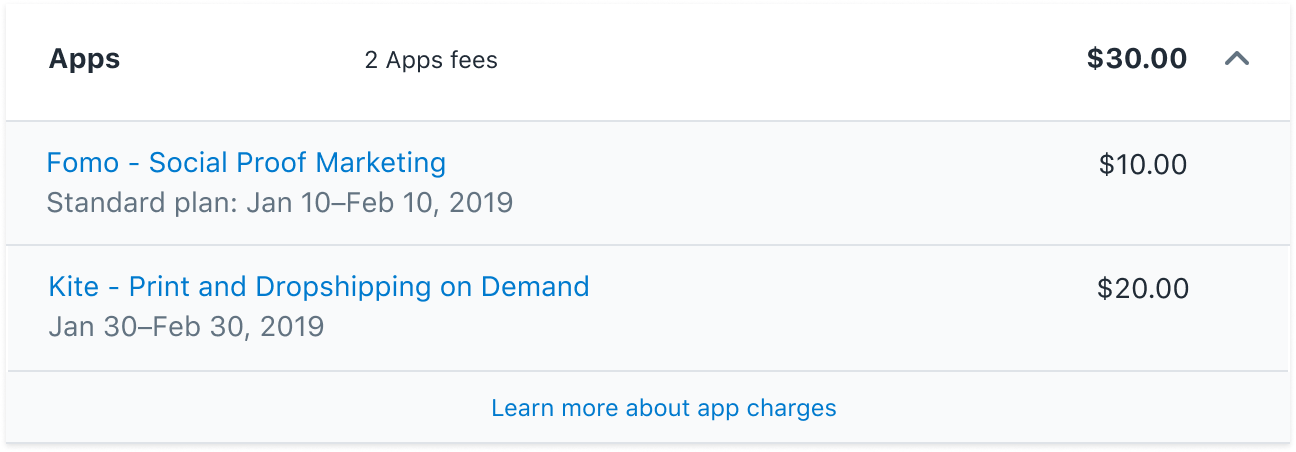 Apps 2 Apps fees $30.00
Fomo - Social Proof Marketing $10.00
Standard plan: Jan 10–Feb 10, 2019
Kite - Print and Dropshipping on Demand $20.00
Jan 30–Feb 30, 2019
Learn more about app charges